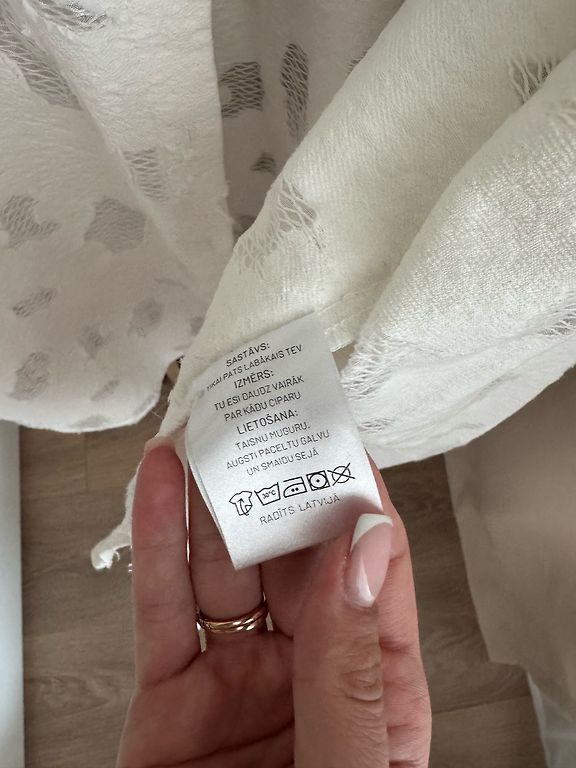 SASTĀVS:
TIKAI PATS LABĀKAIS TEV
IZMĒRS:
TU ESI DAUDZ VAIRĀK
PAR KĀDU CIPARU
LIETOŠANA:
TAISNU MUGURU,
AUGSTI PACELTU GALVU
UN SMAIDU SEJĀ
30°C
RADĪTS LATVIJĀ